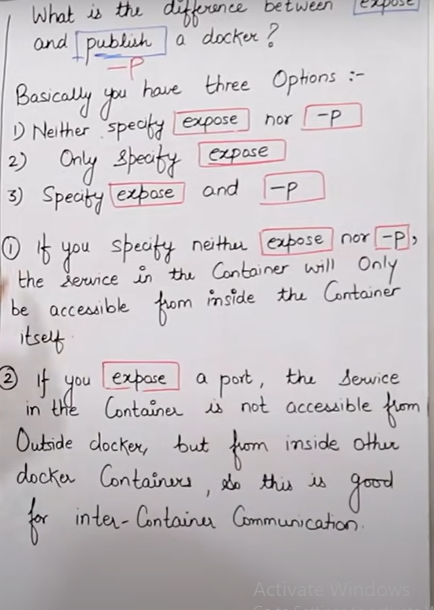 What is the difference between expose
and publish a docker?
-P
Basically you have three Options :-
1) Neither specify expose nor -P
2) Only specify expose
3) Specify expose and -P
① If you specify neither expose nor -P,
the service in the Container will Only
be accessible from inside the Container
itself.
② If you expose a port, the service
in the Container is not accessible from
Outside docker, but from inside other
docker Containers, so this is good
for inter-Container Communication.
Activate Windows